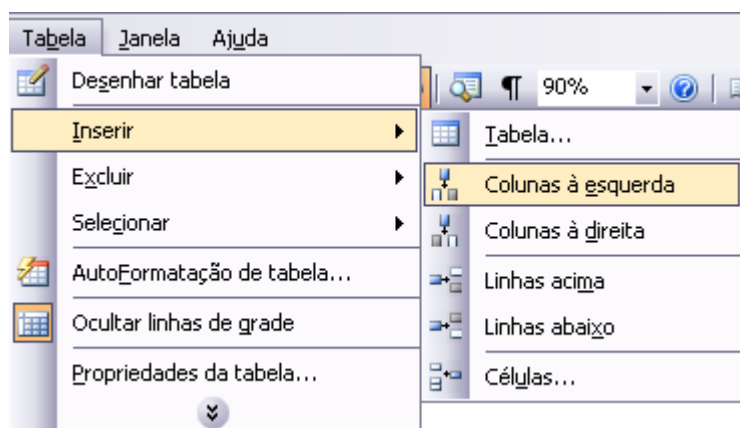 Tabela Janela Ajuda
Desenhar tabela
90%
Inserir
Tabela...
Excluir
Colunas à esquerda
Selecionar
Colunas à direita
AutoFormatação de tabela...
Linhas acima
Ocultar linhas de grade
Linhas abaixo
Propriedades da tabela...
Células...